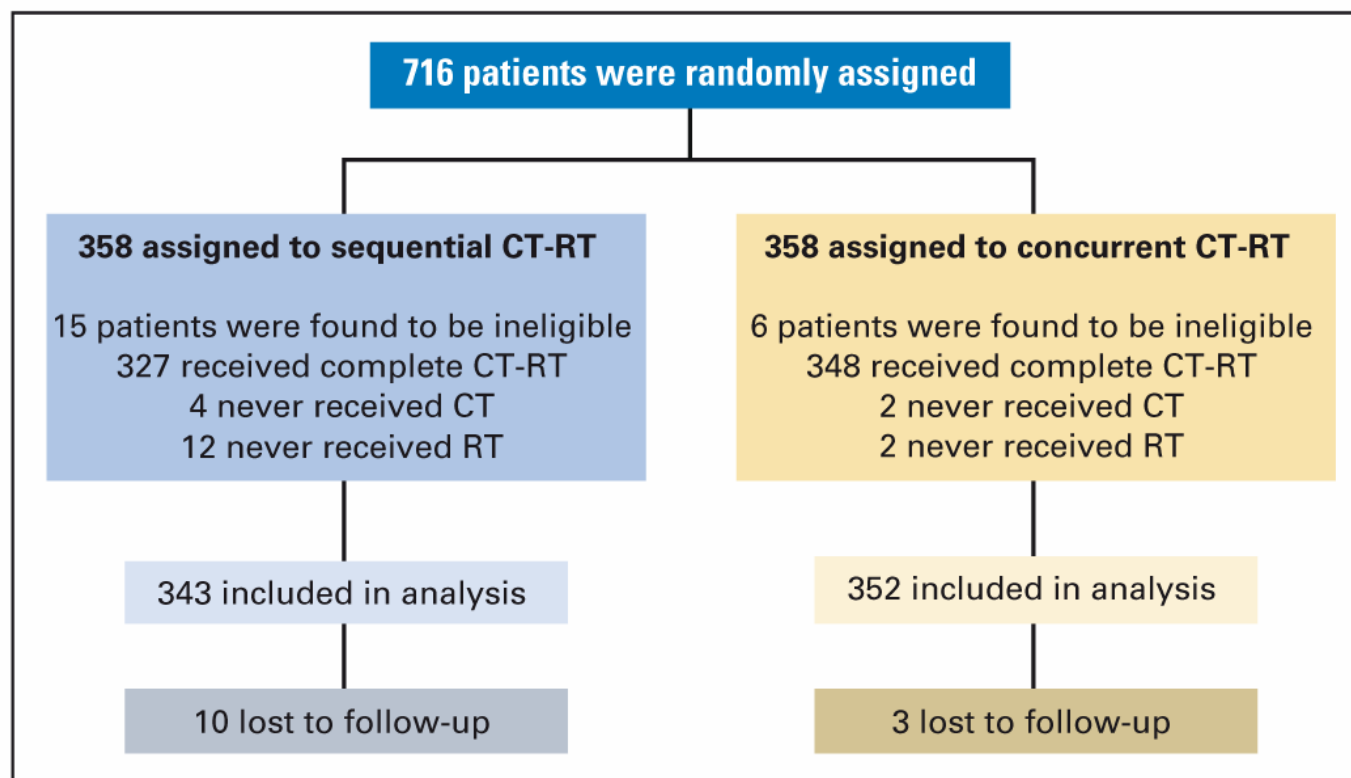 716 patients were randomly assigned
358 assigned to sequential CT-RT
15 patients were found to be ineligible
327 received complete CT-RT
4 never received CT
12 never received RT
358 assigned to concurrent CT-RT
6 patients were found to be ineligible
348 received complete CT-RT
2 never received CT
2 never received RT
343 included in analysis
352 included in analysis
10 lost to follow-up
3 lost to follow-up